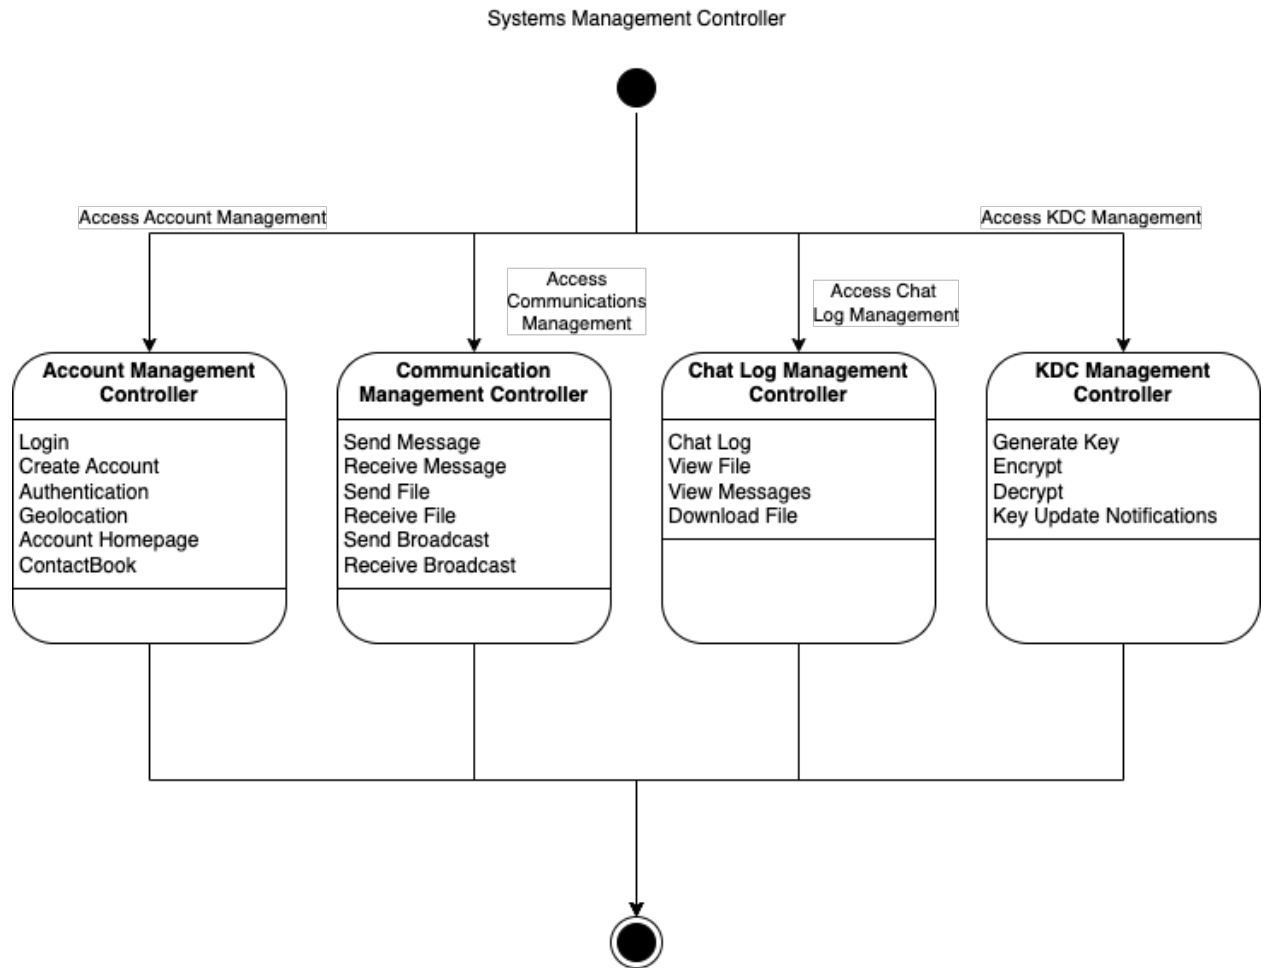 Systems Management Controller
Access Account Management
Access KDC Management
Access
Communications
Management
Access Chat
Log Management
Account Management
Controller
Login
Create Account
Authentication
Geolocation
Account Homepage
ContactBook
Communication
Management Controller
Send Message
Receive Message
Send File
Receive File
Send Broadcast
Receive Broadcast
Chat Log Management
Controller
Chat Log
View File
View Messages
Download File
KDC Management
Controller
Generate Key
Encrypt
Decrypt
Key Update Notifications